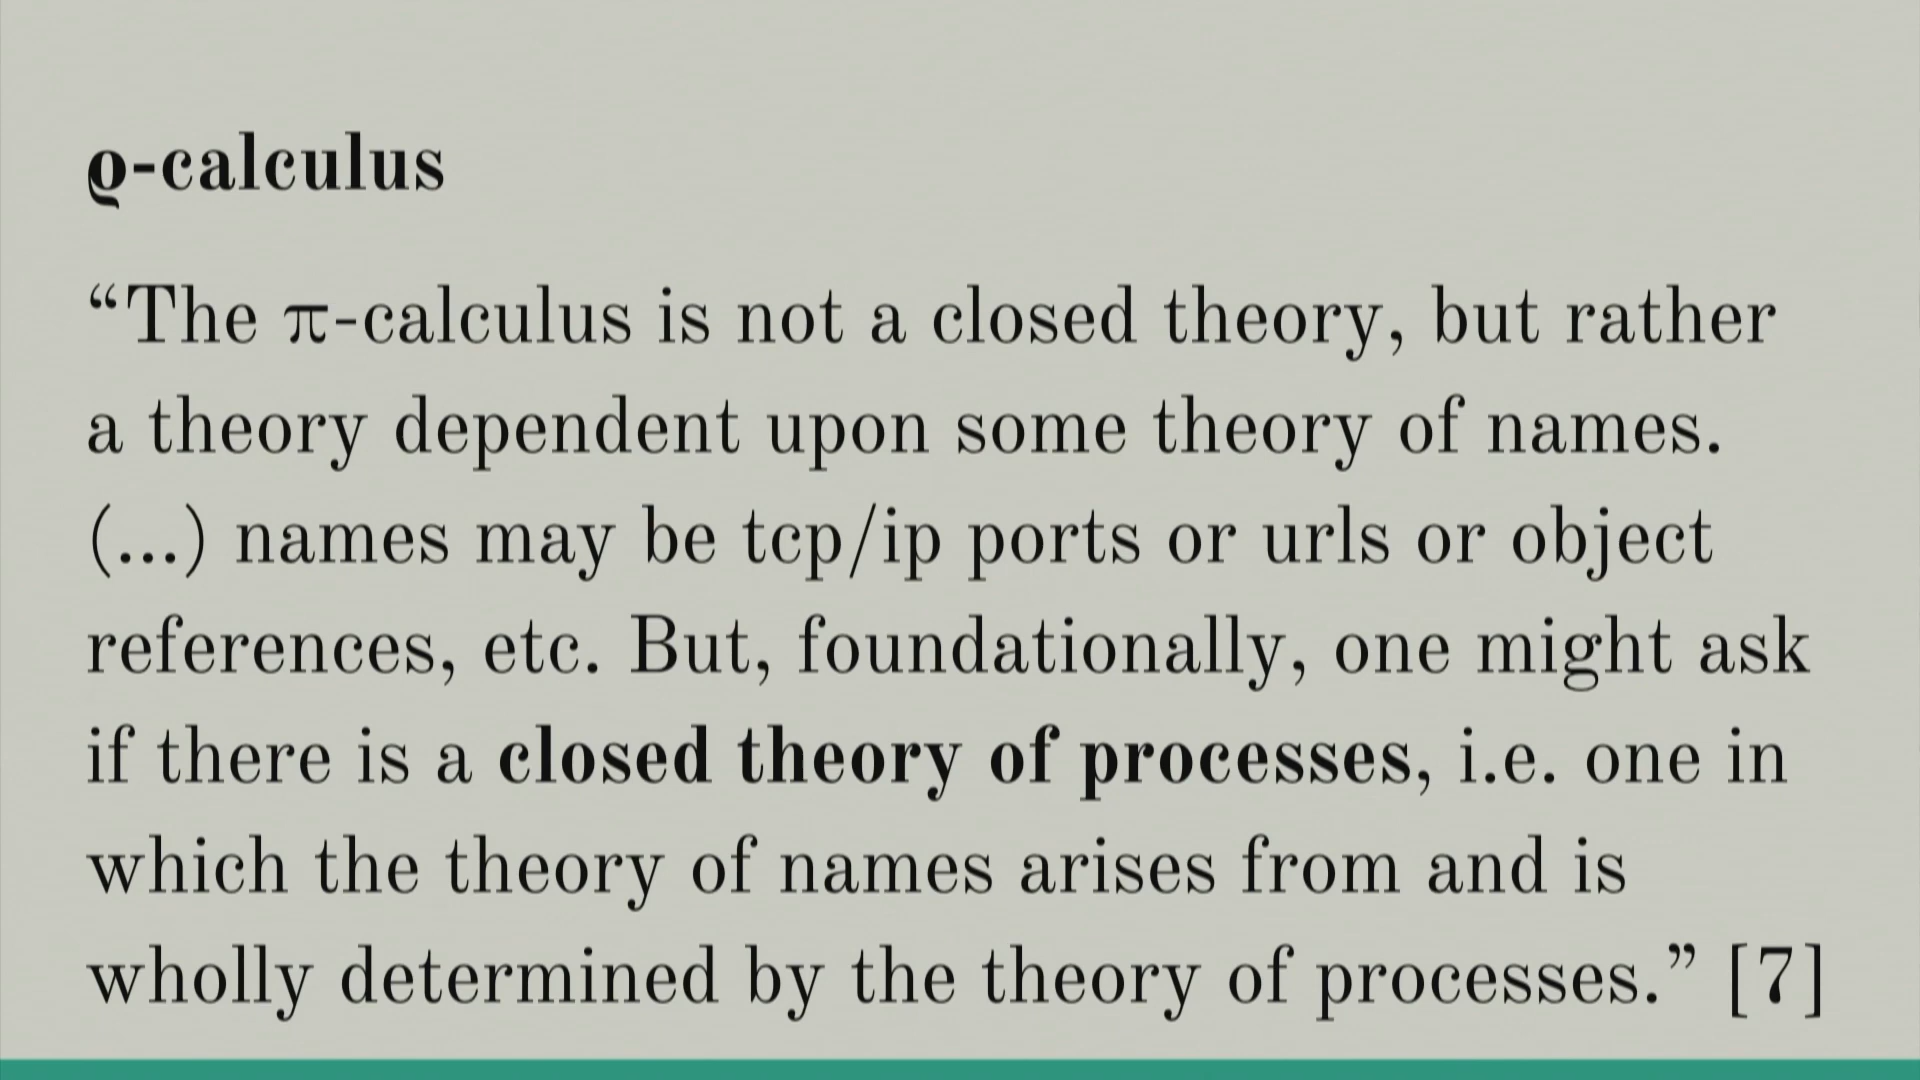 ϱ-calculus
“The π-calculus is not a closed theory, but rather
a theory dependent upon some theory of names.
(...) names may be tcp/ip ports or urls or object
references, etc. But, foundationally, one might ask
if there is a closed theory of processes, i.e. one in
which the theory of names arises from and is
wholly determined by the theory of processes.” [7]